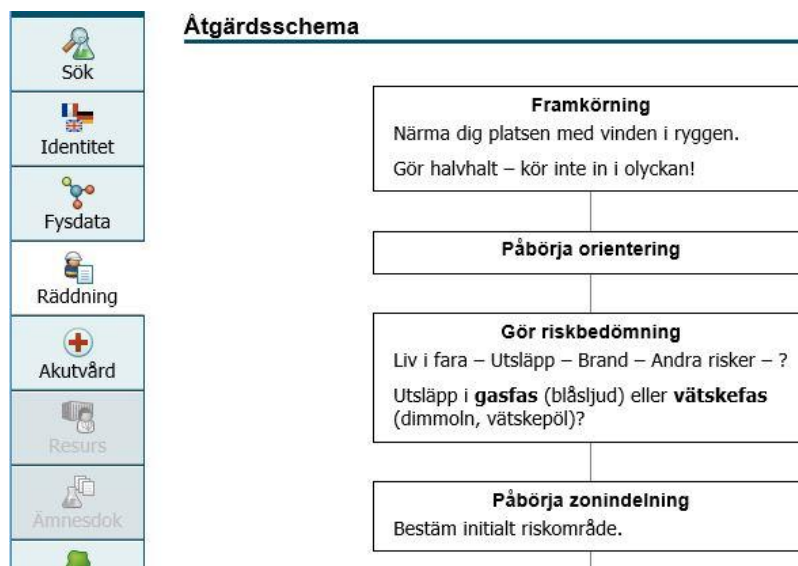 Åtgärdsschema
Sök
Identitet
Fysdata
Räddning
Akutvård
Resurs
Ämnesdok
Framkörning
Närma dig platsen med vinden i ryggen.
Gör halvhalt – kör inte in i olyckan!
Påbörja orientering
Gör riskbedömning
Liv i fara – Utsläpp – Brand – Andra risker – ?
Utsläpp i gasfas (blåsljud) eller vätskefas
(dimmoln, vätskepöl)?
Påbörja zonindelning
Bestäm initialt riskområde.